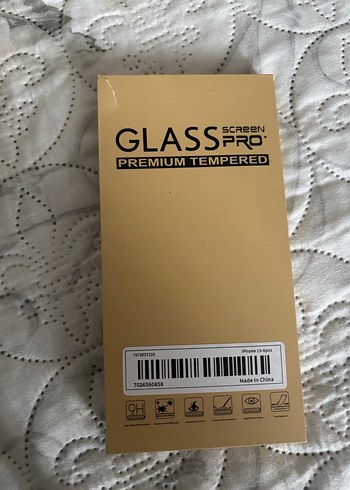 GLASS SCREEN PRO+
PREMIUM TEMPERED
iPhone 13-6pcs
7026560858
Made In China
9H